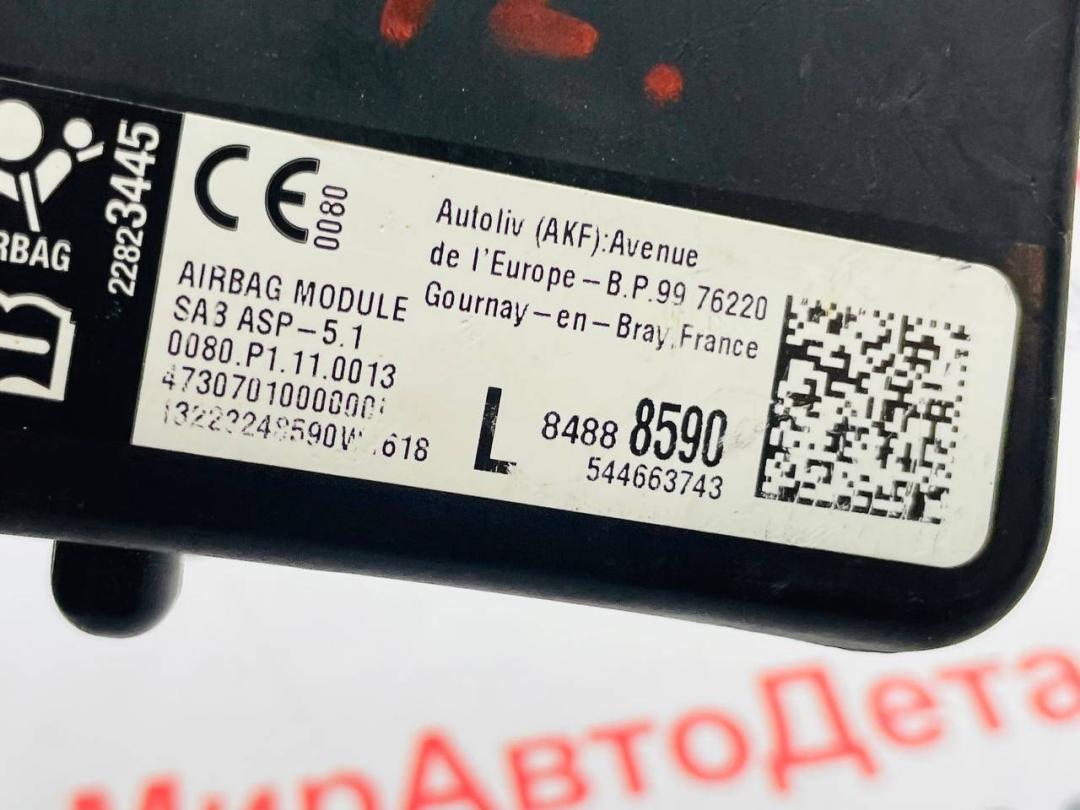 RBAG
22823445
CE
0080
Autoliv (AKF):Avenue
de l'Europe – B.P.99 76220
Gournay – en – Bray,France
AIRBAG MODULE
SAB ASP – 5.1
0080.P1.11.0013
L
8488 8590
544663743
МирАвтоДета